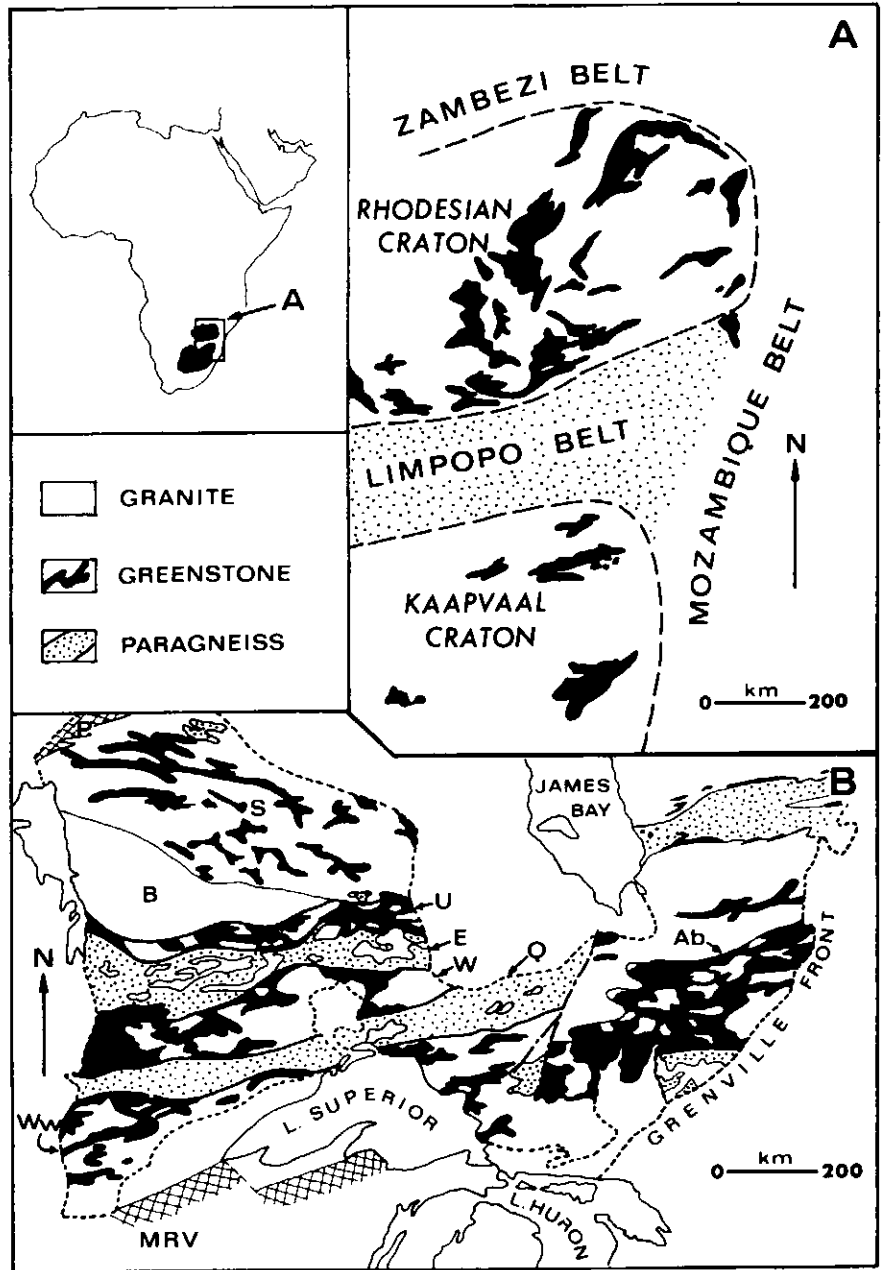 A
GRANITE
GREENSTONE
PARAGNEISS
A
ZAMBEZI BELT
RHODESIAN
CRATON
LIMPOPO BELT
MOZAMBIQUE BELT
N
KAAPVAAL
CRATON
km
0 200
B
JAMES
BAY
S
B
U
E
W
Q
Ab
N
GRENVILLE FRONT
L. SUPERIOR
Ww
km
0 200
L. HURON
MRV